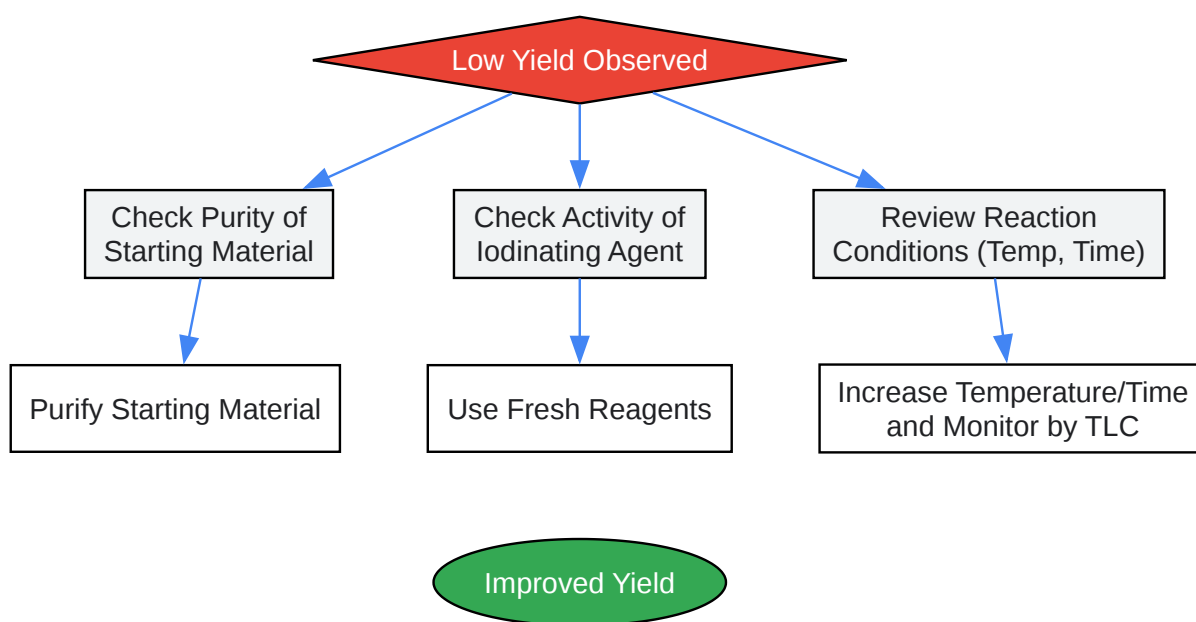 Low Yield Observed
Check Purity of
Starting Material
Check Activity of
Iodinating Agent
Review Reaction
Conditions (Temp, Time)
Purify Starting Material
Use Fresh Reagents
Increase Temperature/Time
and Monitor by TLC
Improved Yield